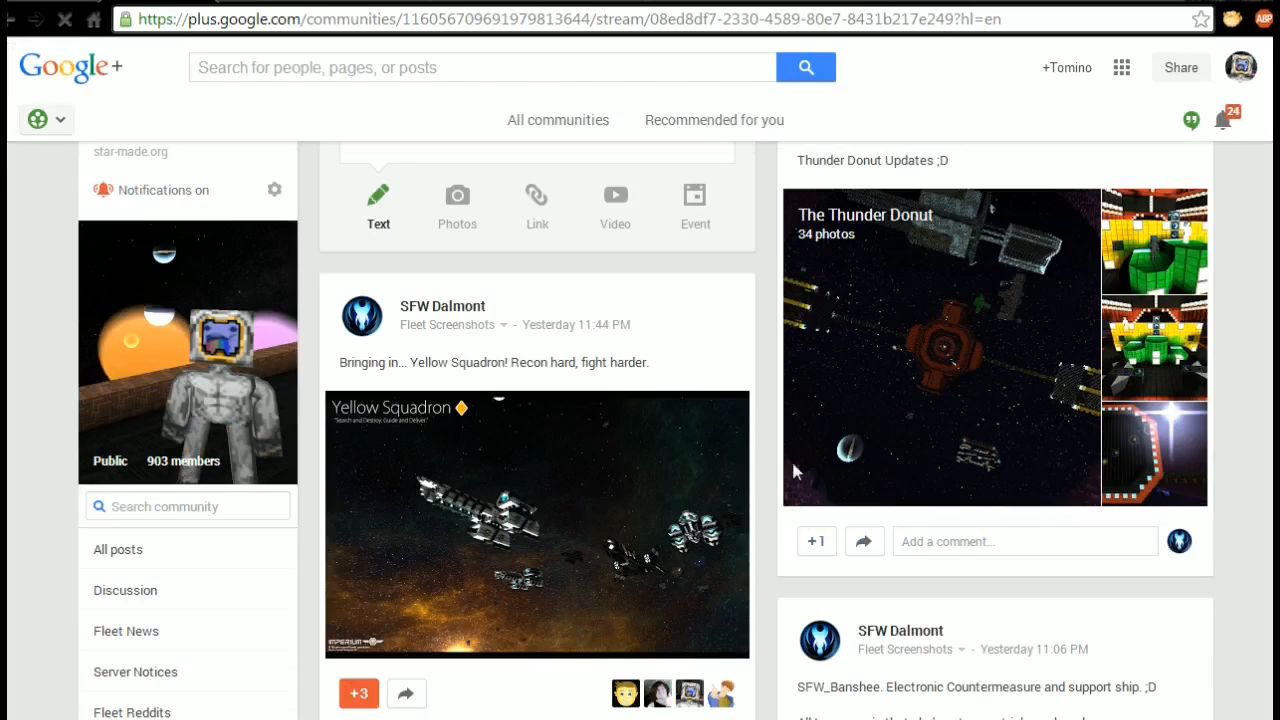 https://plus.google.com/communities/116056709691979813644/stream/08ed8df7-2330-4589-80e7-8431b217e249?hl=en
ABP
Google+
Search for people, pages, or posts
+Tomino
Share
All communities
Recommended for you
24
star-made.org
Notifications on
Public 903 members
Search community
All posts
Discussion
Fleet News
Server Notices
Fleet Reddits
Text
Photos
Link
Video
Event
SFW Dalmont
Fleet Screenshots - Yesterday 11:44 PM
Bringing in... Yellow Squadron! Recon hard, fight harder.
Yellow Squadron
"Search and Destroy, Guide and Deliver."
IMPERIUM
+3
Thunder Donut Updates ;D
The Thunder Donut
34 photos
+1
Add a comment...
SFW Dalmont
Fleet Screenshots - Yesterday 11:06 PM
SFW_Banshee. Electronic Countermeasure and support ship. ;D